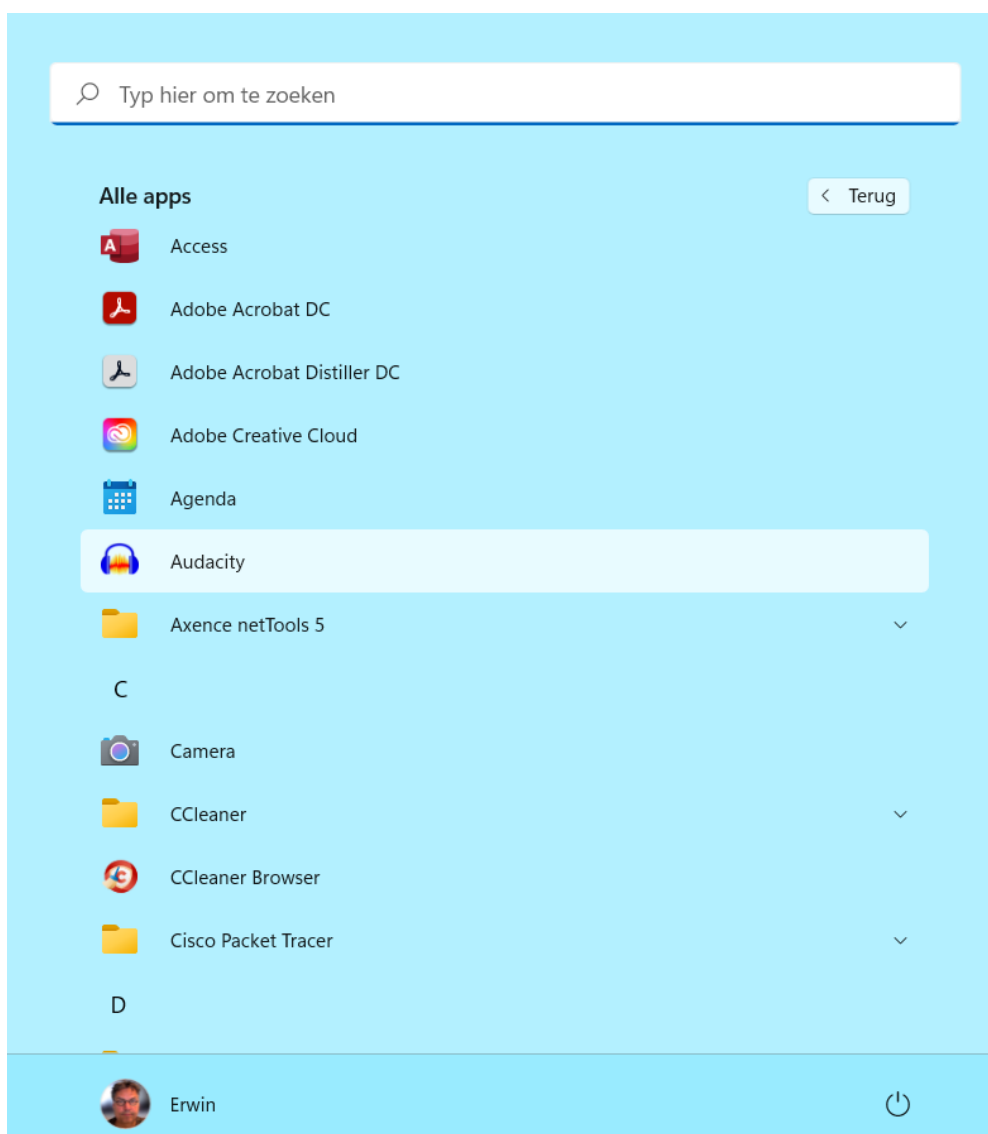 Typ hier om te zoeken
Alle apps
Terug
Access
Adobe Acrobat DC
Adobe Acrobat Distiller DC
Adobe Creative Cloud
Agenda
Audacity
Axence netTools 5
C
Camera
CCleaner
CCleaner Browser
Cisco Packet Tracer
D
Erwin